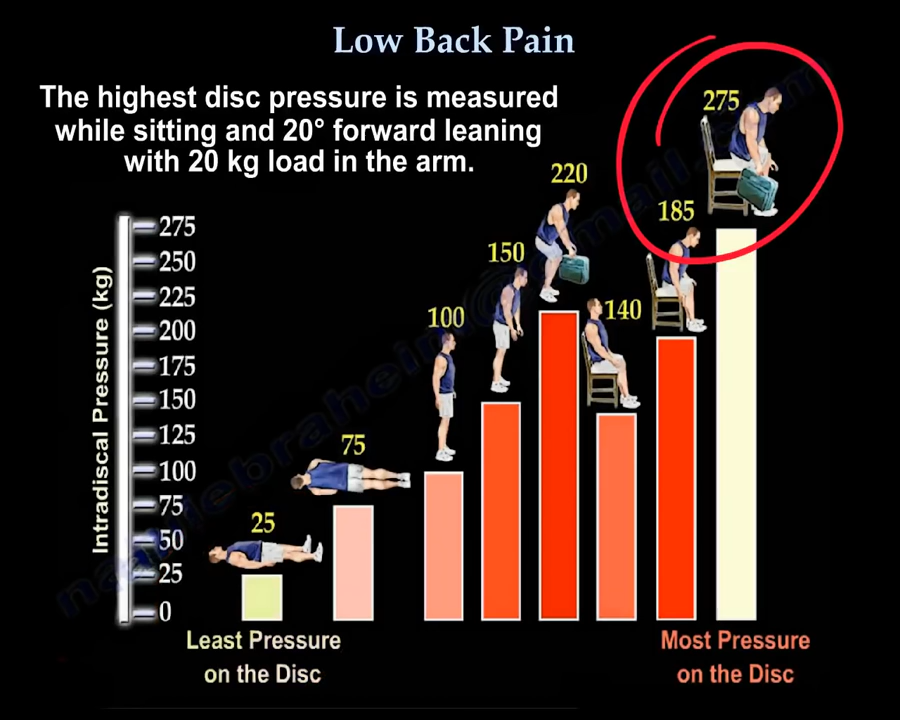 Low Back Pain
The highest disc pressure is measured
while sitting and 20° forward leaning
with 20 kg load in the arm.
Intradiscal Pressure (kg)
275
250
225
200
175
150
125
100
75
50
25
0
25
75
100
150
220
140
185
275
Least Pressure
on the Disc
Most Pressure
on the Disc